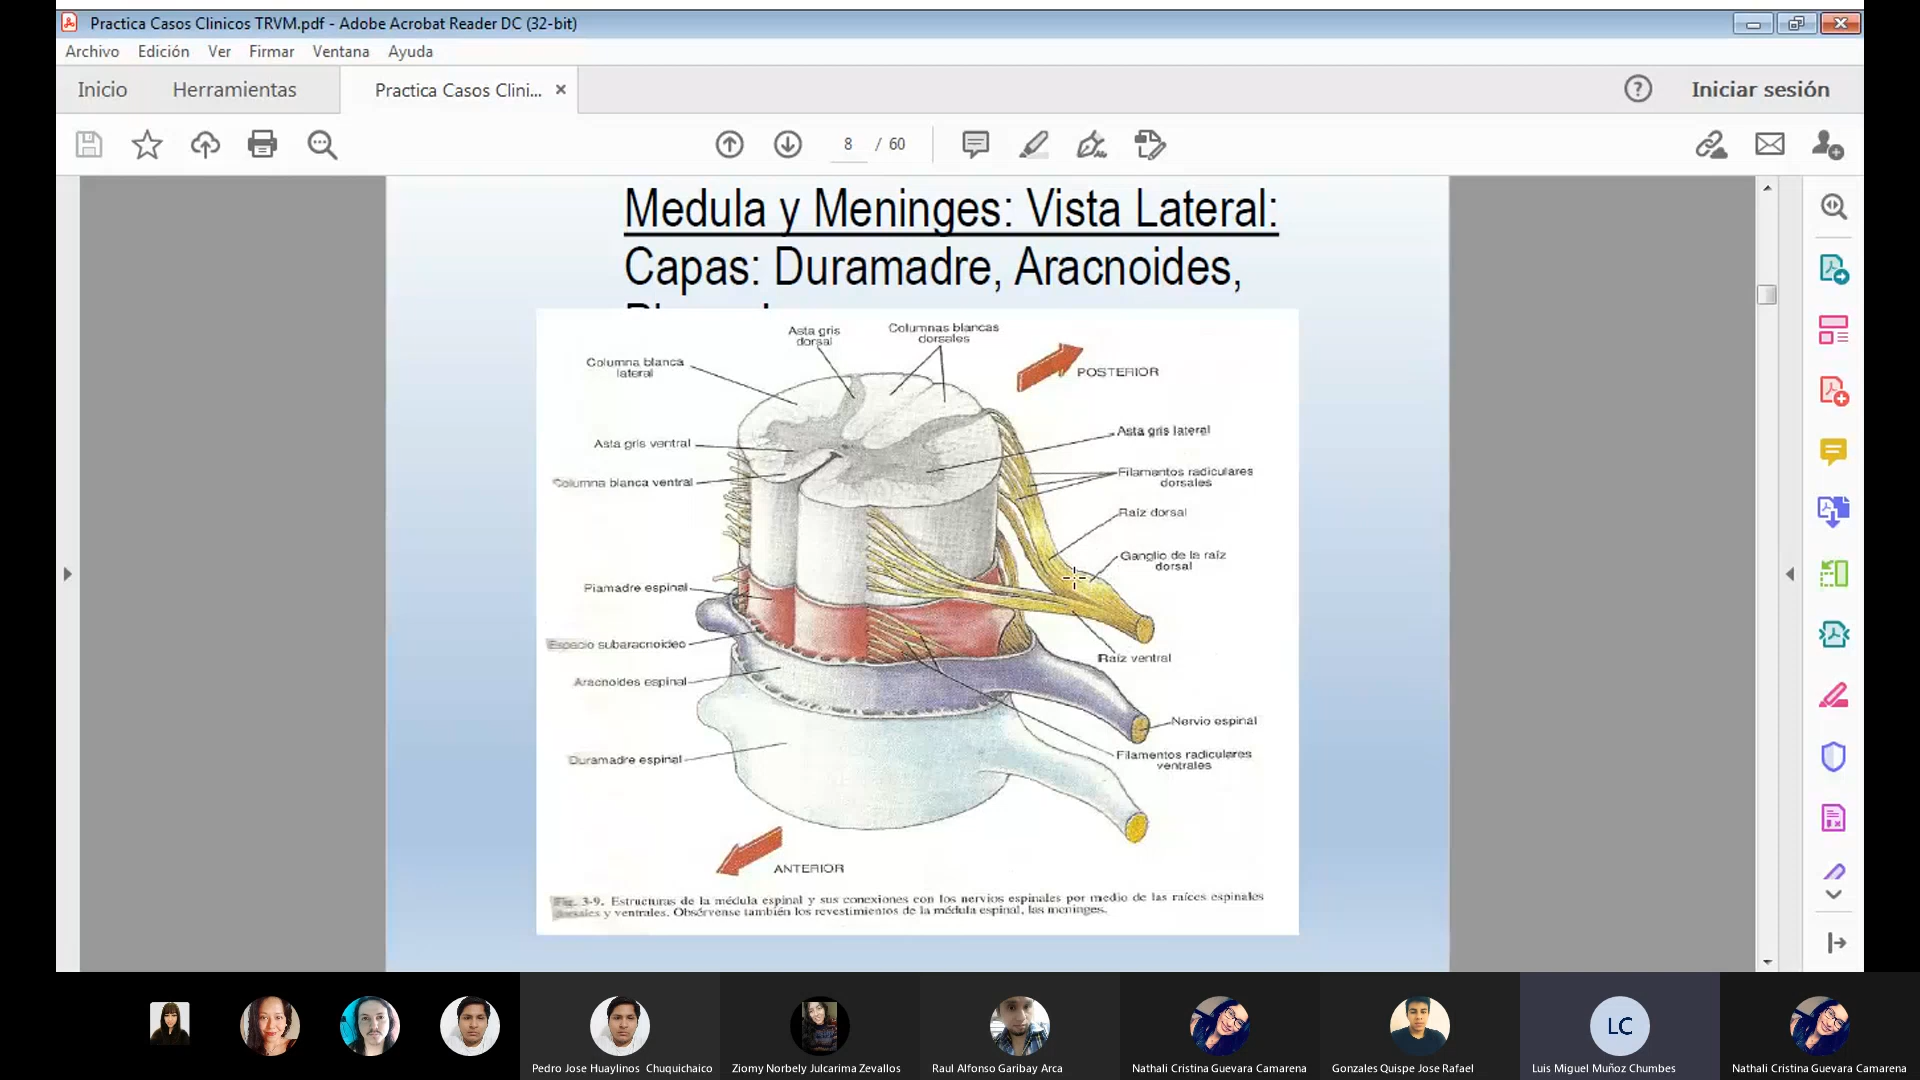 Practica Casos Clinicos TRVM.pdf - Adobe Acrobat Reader DC (32-bit)
Archivo Edición Ver Firmar Ventana Ayuda
Inicio Herramientas Practica Casos Clini... Iniciar sesión
8 / 60
Medula y Meninges: Vista Lateral:
Capas: Duramadre, Aracnoides,
Asta gris
dorsal
Columnas blancas
dorsales
Columna blanca
lateral
POSTERIOR
Asta gris lateral
Asta gris ventral
Filamentos radiculares
dorsales
Columna blanca ventral
Raíz dorsal
Ganglio de la raíz
dorsal
Piamadre espinal
Espacio subaracnoideo
Raíz ventral
Aracnoides espinal
Nervio espinal
Duramadre espinal
Filamentos radiculares
ventrales
ANTERIOR
Fig. 3-9. Estructuras de la médula espinal y sus conexiones con los nervios espinales por medio de las raíces espinales
dorsales y ventrales. Obsérvense también los revestimientos de la médula espinal, las meninges.
LC
Pedro Jose Huaylinos Chuquichaico
Ziomy Norbely Julcarima Zevallos
Raul Alfonso Garibay Arca
Nathali Cristina Guevara Camarena
Gonzales Quispe Jose Rafael
Luis Miguel Muñoz Chumbes
Nathali Cristina Guevara Camarena